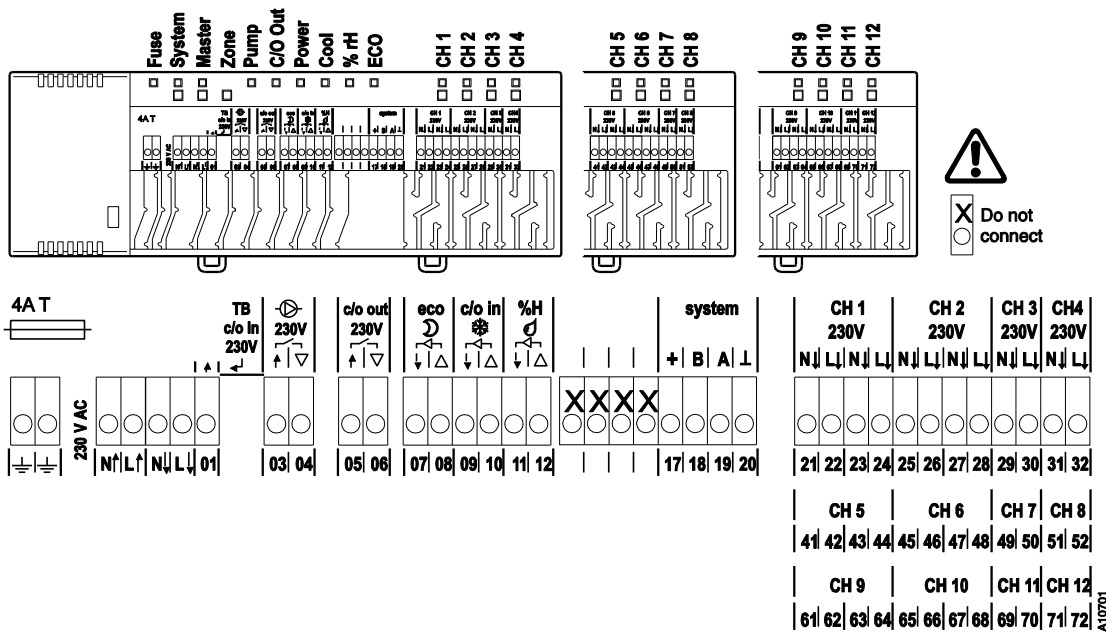 Fuse
System
Master
Zone
Pump
C/O Out
Power
Cool
% rH
ECO
CH 1
CH 2
CH 3
CH 4
CH 5
CH 6
CH 7
CH 8
CH 9
CH 10
CH 11
CH 12
4A T
X Do not
connect
4A T
TB
c/o in
230V
230V
c/o out
230V
eco
c/o in
%H
system
+ B A ⊥
CH 1
230V
CH 2
230V
CH 3
230V
CH4
230V
N↓ L↓ N↓ L↓ N↓ L↓ N↓ L↓ N↓ L↓ N↓ L↓
X X X X
230 V AC
N↑ L↑ N↓ L↓ 01 03 04 05 06 07 08 09 10 11 12 17 18 19 20 21 22 23 24 25 26 27 28 29 30 31 32
CH 5 CH 6 CH 7 CH 8
41 42 43 44 45 46 47 48 49 50 51 52
CH 9 CH 10 CH 11 CH 12
61 62 63 64 65 66 67 68 69 70 71 72
A10701